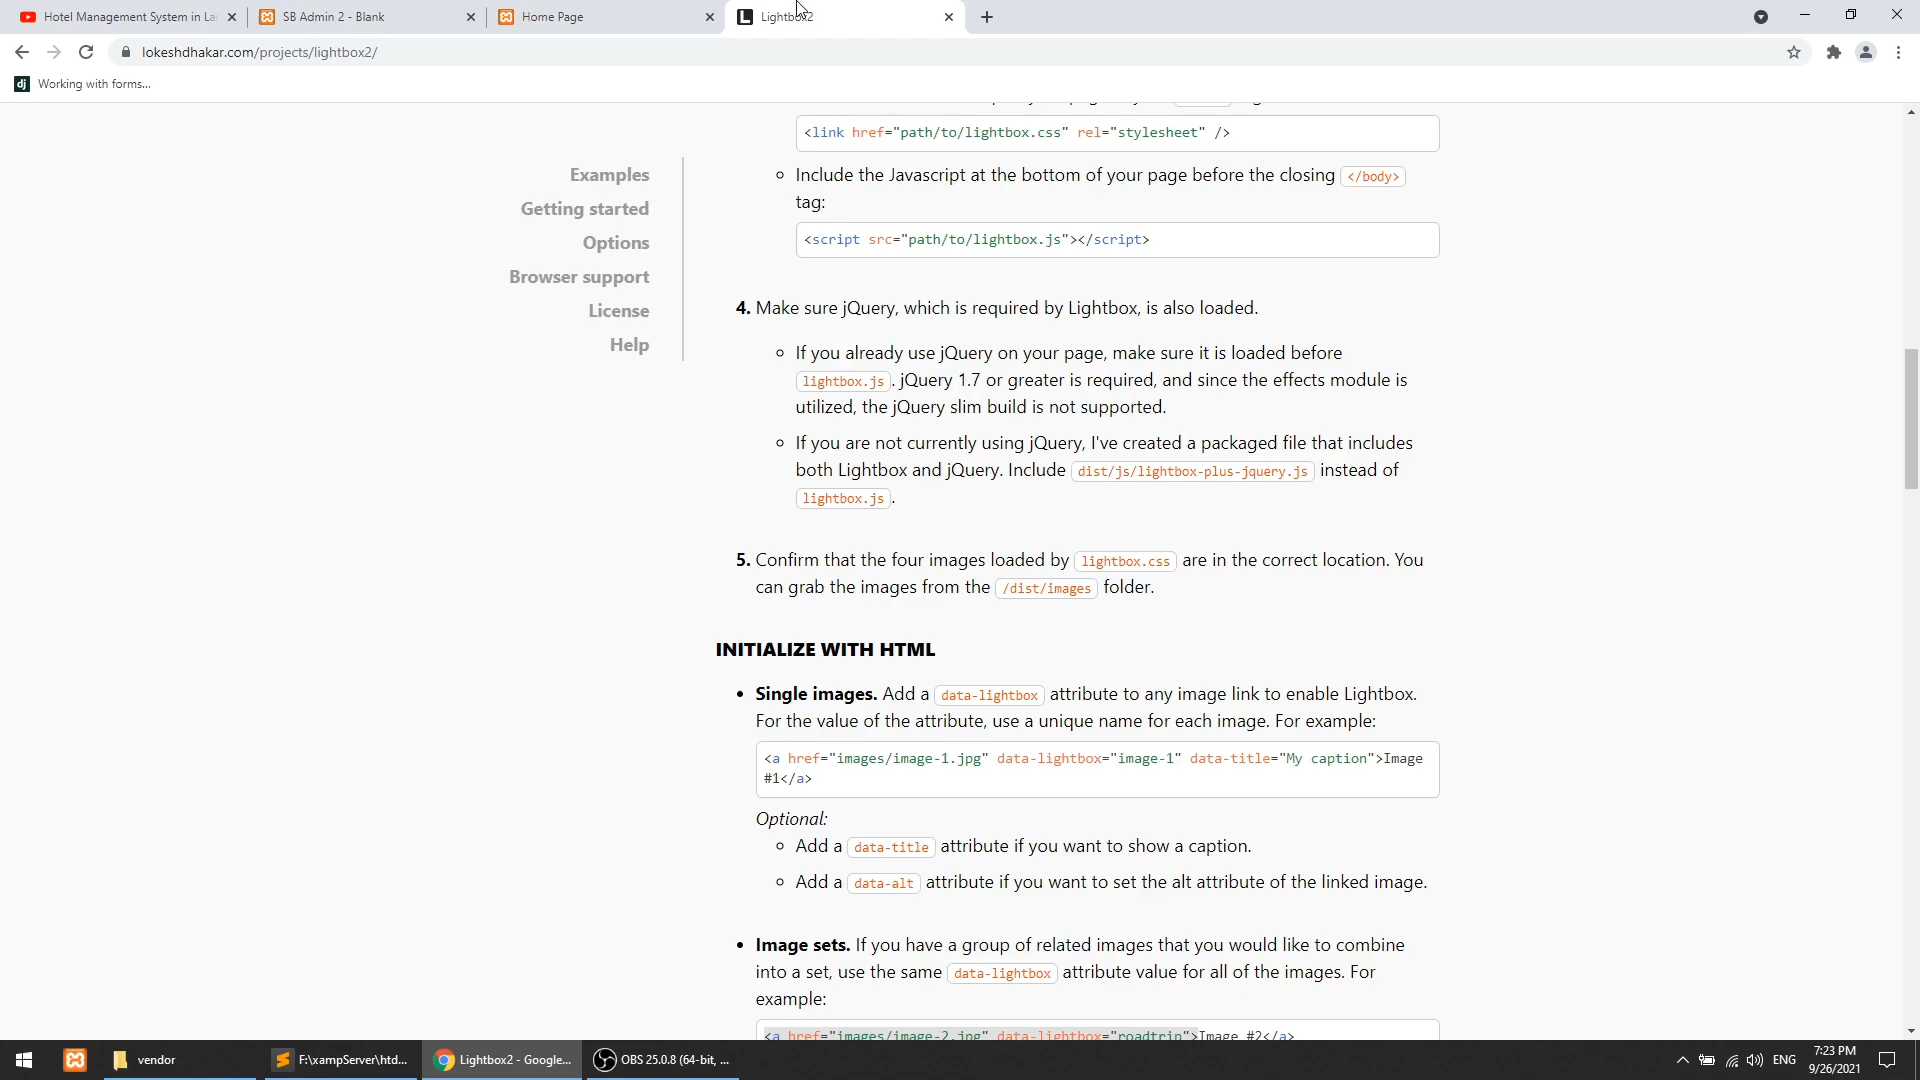 Hotel Management System in La
SB Admin 2 - Blank
Home Page
Lightbox2
lokeshdhakar.com/projects/lightbox2/
dj Working with forms...
<link href="path/to/lightbox.css" rel="stylesheet" />
Examples
Getting started
Options
Browser support
License
Help
Include the Javascript at the bottom of your page before the closing </body>
tag:
<script src="path/to/lightbox.js"></script>
4. Make sure jQuery, which is required by Lightbox, is also loaded.
If you already use jQuery on your page, make sure it is loaded before
lightbox.js. jQuery 1.7 or greater is required, and since the effects module is
utilized, the jQuery slim build is not supported.
If you are not currently using jQuery, I've created a packaged file that includes
both Lightbox and jQuery. Include dist/js/lightbox-plus-jquery.js instead of
lightbox.js.
5. Confirm that the four images loaded by lightbox.css are in the correct location. You
can grab the images from the /dist/images folder.
INITIALIZE WITH HTML
Single images. Add a data-lightbox attribute to any image link to enable Lightbox.
For the value of the attribute, use a unique name for each image. For example:
<a href="images/image-1.jpg" data-lightbox="image-1" data-title="My caption">Image
#1</a>
Optional:
Add a data-title attribute if you want to show a caption.
Add a data-alt attribute if you want to set the alt attribute of the linked image.
Image sets. If you have a group of related images that you would like to combine
into a set, use the same data-lightbox attribute value for all of the images. For
example:
<a href="images/image-2.jpg" data-lightbox="roadtrip">Image #2</a>
vendor
F:\xampServer\htd...
Lightbox2 - Google...
OBS 25.0.8 (64-bit, ...
ENG
7:23 PM
9/26/2021